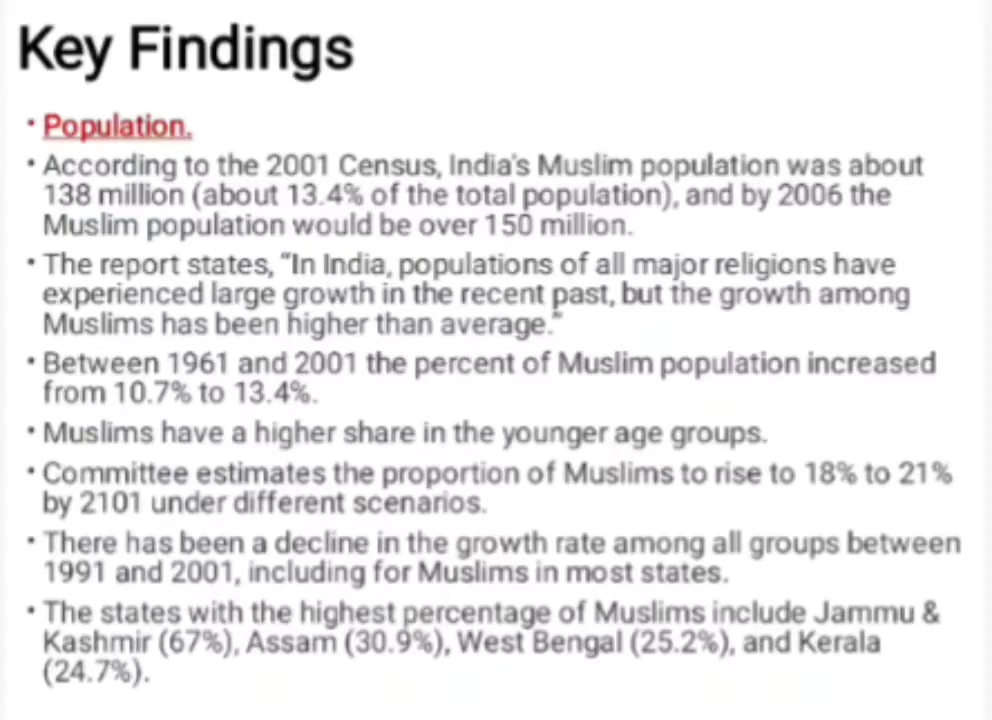 Key Findings
• Population.
• According to the 2001 Census, India's Muslim population was about
138 million (about 13.4% of the total population), and by 2006 the
Muslim population would be over 150 million.
• The report states, "In India, populations of all major religions have
experienced large growth in the recent past, but the growth among
Muslims has been higher than average."
• Between 1961 and 2001 the percent of Muslim population increased
from 10.7% to 13.4%.
• Muslims have a higher share in the younger age groups.
• Committee estimates the proportion of Muslims to rise to 18% to 21%
by 2101 under different scenarios.
• There has been a decline in the growth rate among all groups between
1991 and 2001, including for Muslims in most states.
• The states with the highest percentage of Muslims include Jammu &
Kashmir (67%), Assam (30.9%), West Bengal (25.2%), and Kerala
(24.7%).